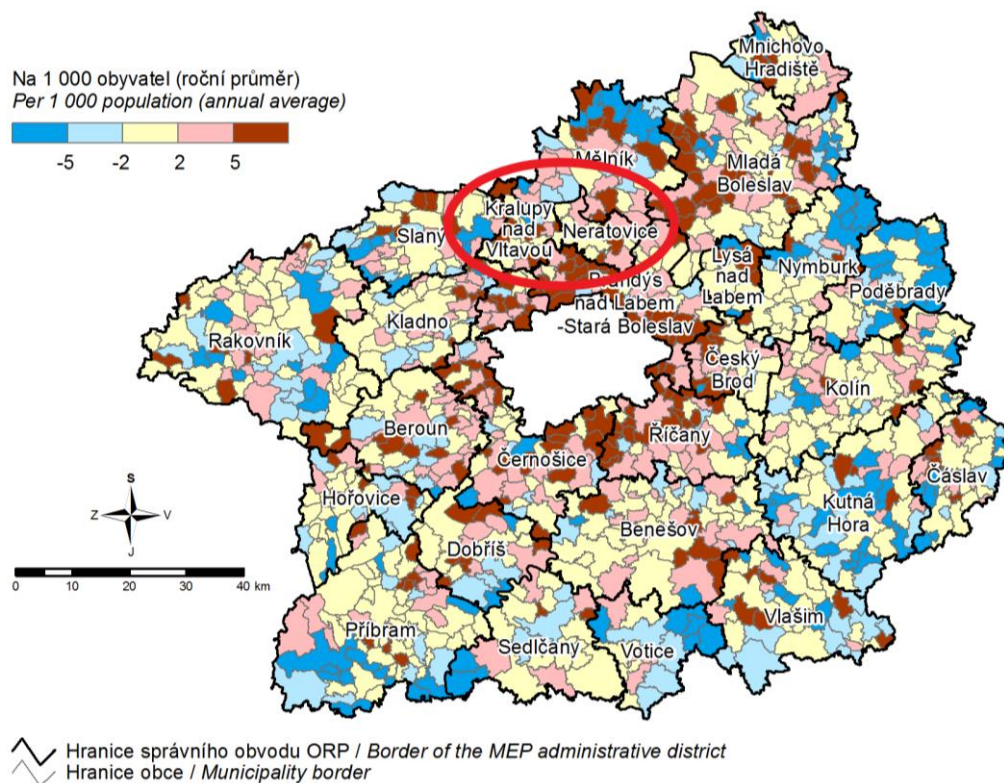 Na 1 000 obyvatel (roční průměr)
Per 1 000 population (annual average)
-5 -2 2 5
Mnichovo
Hradiště
Mělník
Mladá
Boleslav
Kralupy
nad
Vltavou
Neratovice
Slaný
Lysá
nad
Labem
Nymburk
Poděbrady
Brandýs
nad Labem
-Stará Boleslav
Rakovník
Kladno
Český
Brod
Kolín
Beroun
Černošice
Říčany
Čáslav
Hořovice
Kutná
Hora
Benešov
Dobříš
Vlašim
Příbram
Sedlčany
Votice
S
Z V
J
0 10 20 30 40 km
Hranice správního obvodu ORP / Border of the MEP administrative district
Hranice obce / Municipality border